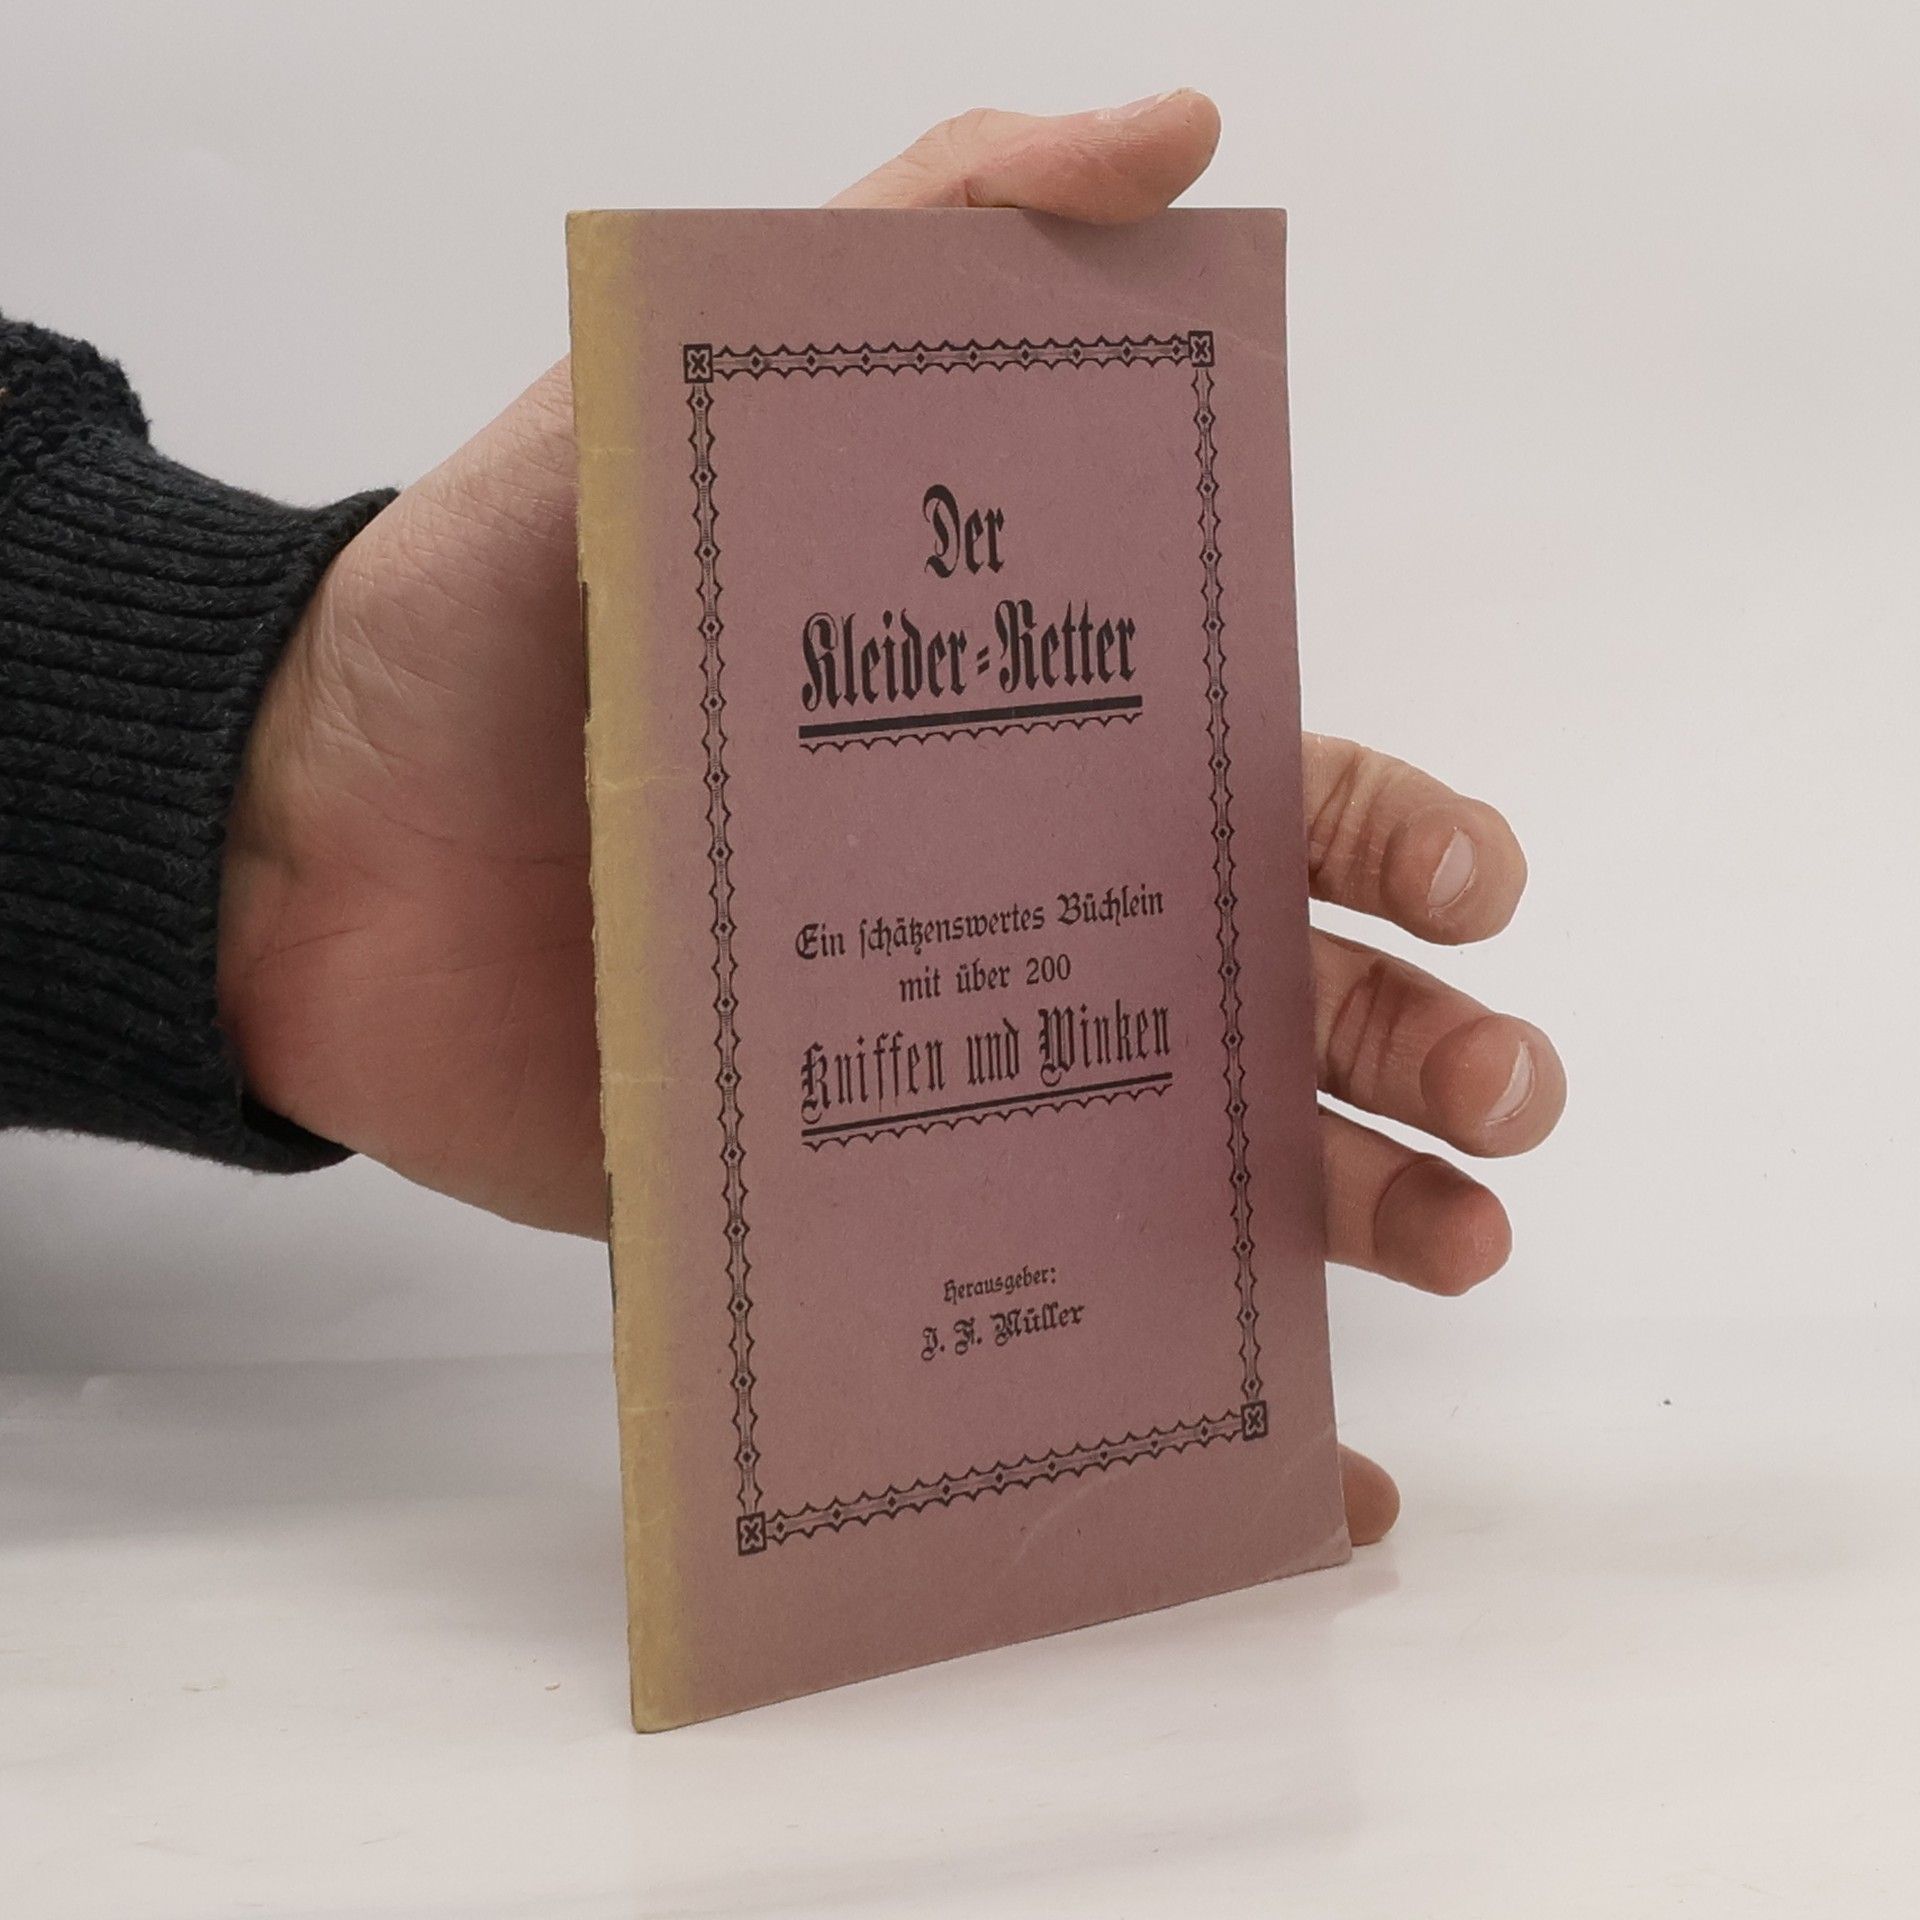 Der
Kleider=Retter
Ein schätzenswertes Büchlein
mit über 200
Kniffen und Winken
Herausgeber:
J. F. Müller